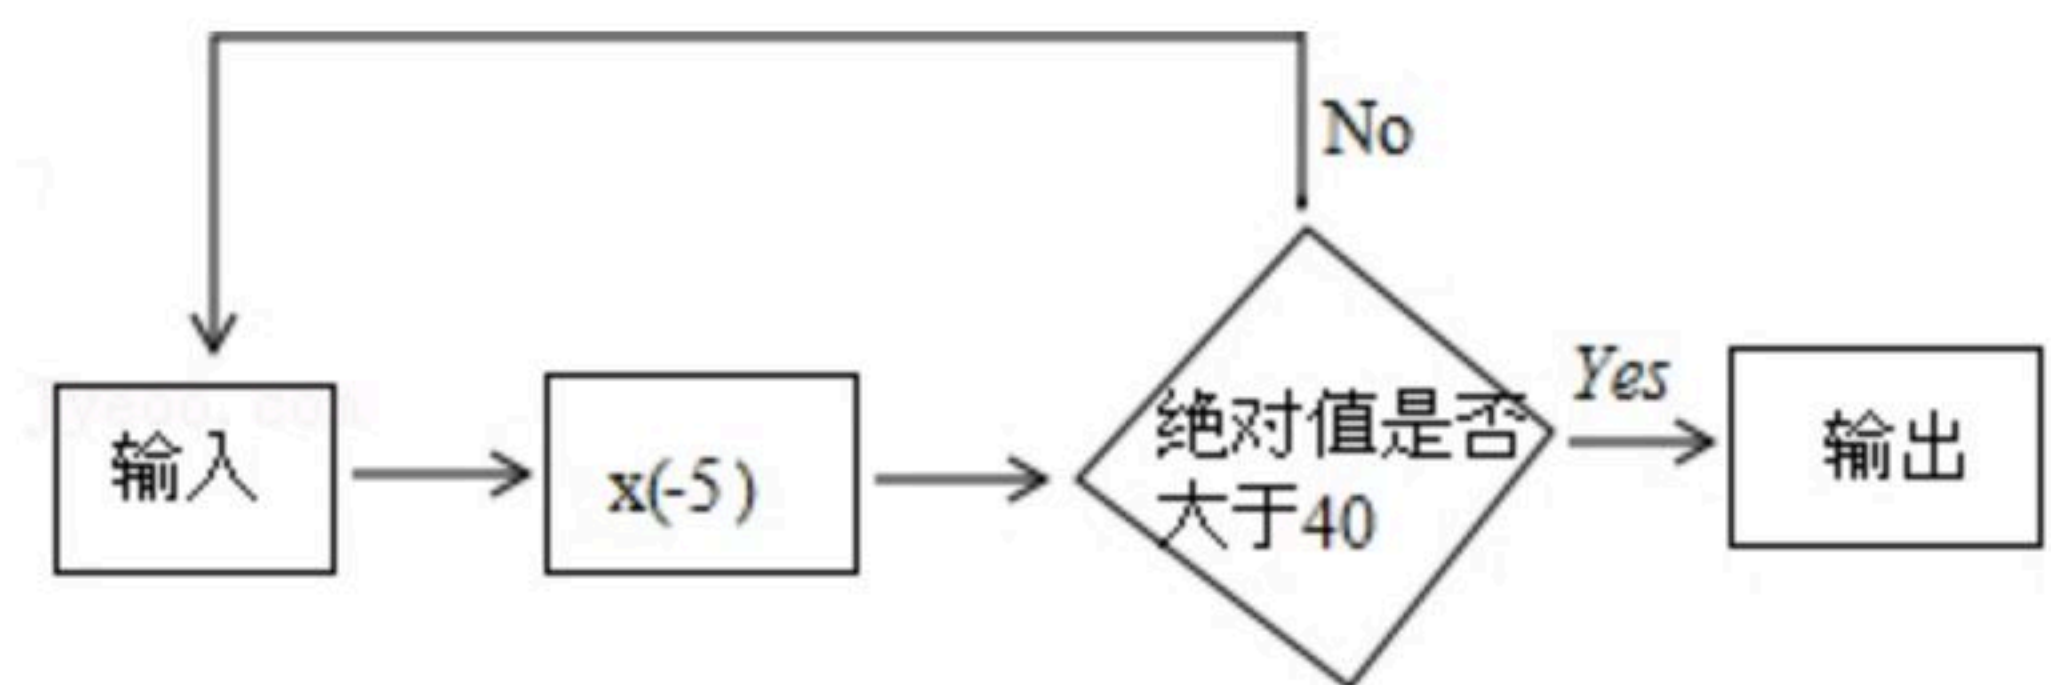 No
输入
x(-5)
绝对值是否
大于40
Yes
输出